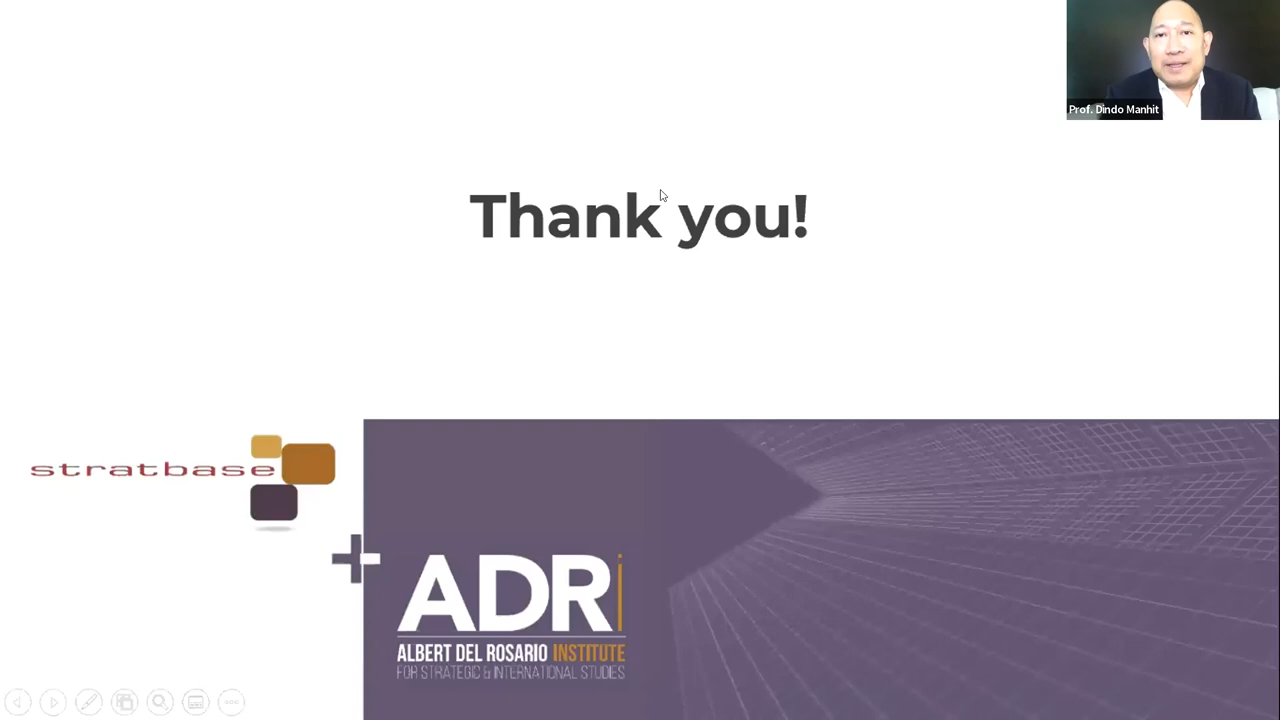 Prof. Dindo Manhit
Thank you!
stratbase
ADRi
ALBERT DEL ROSARIO INSTITUTE
FOR STRATEGIC & INTERNATIONAL STUDIES